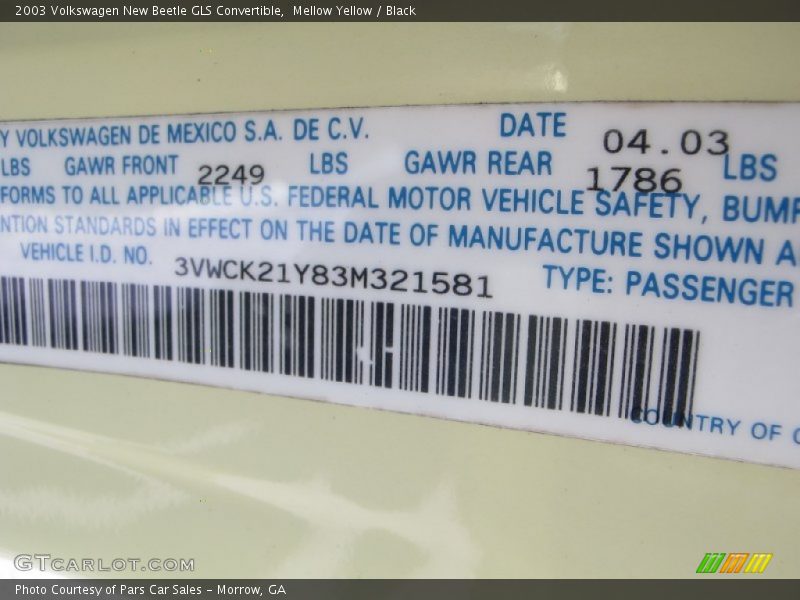 2003 Volkswagen New Beetle GLS Convertible,  Mellow Yellow / Black
Y VOLKSWAGEN DE MEXICO S.A. DE C.V. DATE 04.03
LBS GAWR FRONT 2249 LBS GAWR REAR 1786 LBS
FORMS TO ALL APPLICABLE U.S. FEDERAL MOTOR VEHICLE SAFETY, BUMP
NTION STANDARDS IN EFFECT ON THE DATE OF MANUFACTURE SHOWN A
VEHICLE I.D. NO. 3VWCK21Y83M321581 TYPE: PASSENGER
COUNTRY OF
GTCARLOT.COM
Photo Courtesy of Pars Car Sales - Morrow, GA